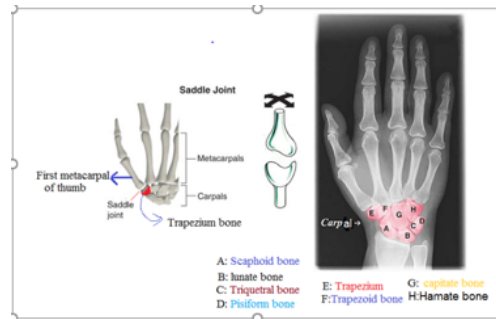 Saddle Joint
Metacarpals
First metacarpal
of thumb
Carpals
Saddle
joint
Trapezium bone
A: Scaphoid bone
B: lunate bone
C: Triquetral bone
D: Pisiform bone
Carpal →
E F G H D C A B
E: Trapezium
F: Trapezoid bone
G: capitate bone
H: Hamate bone